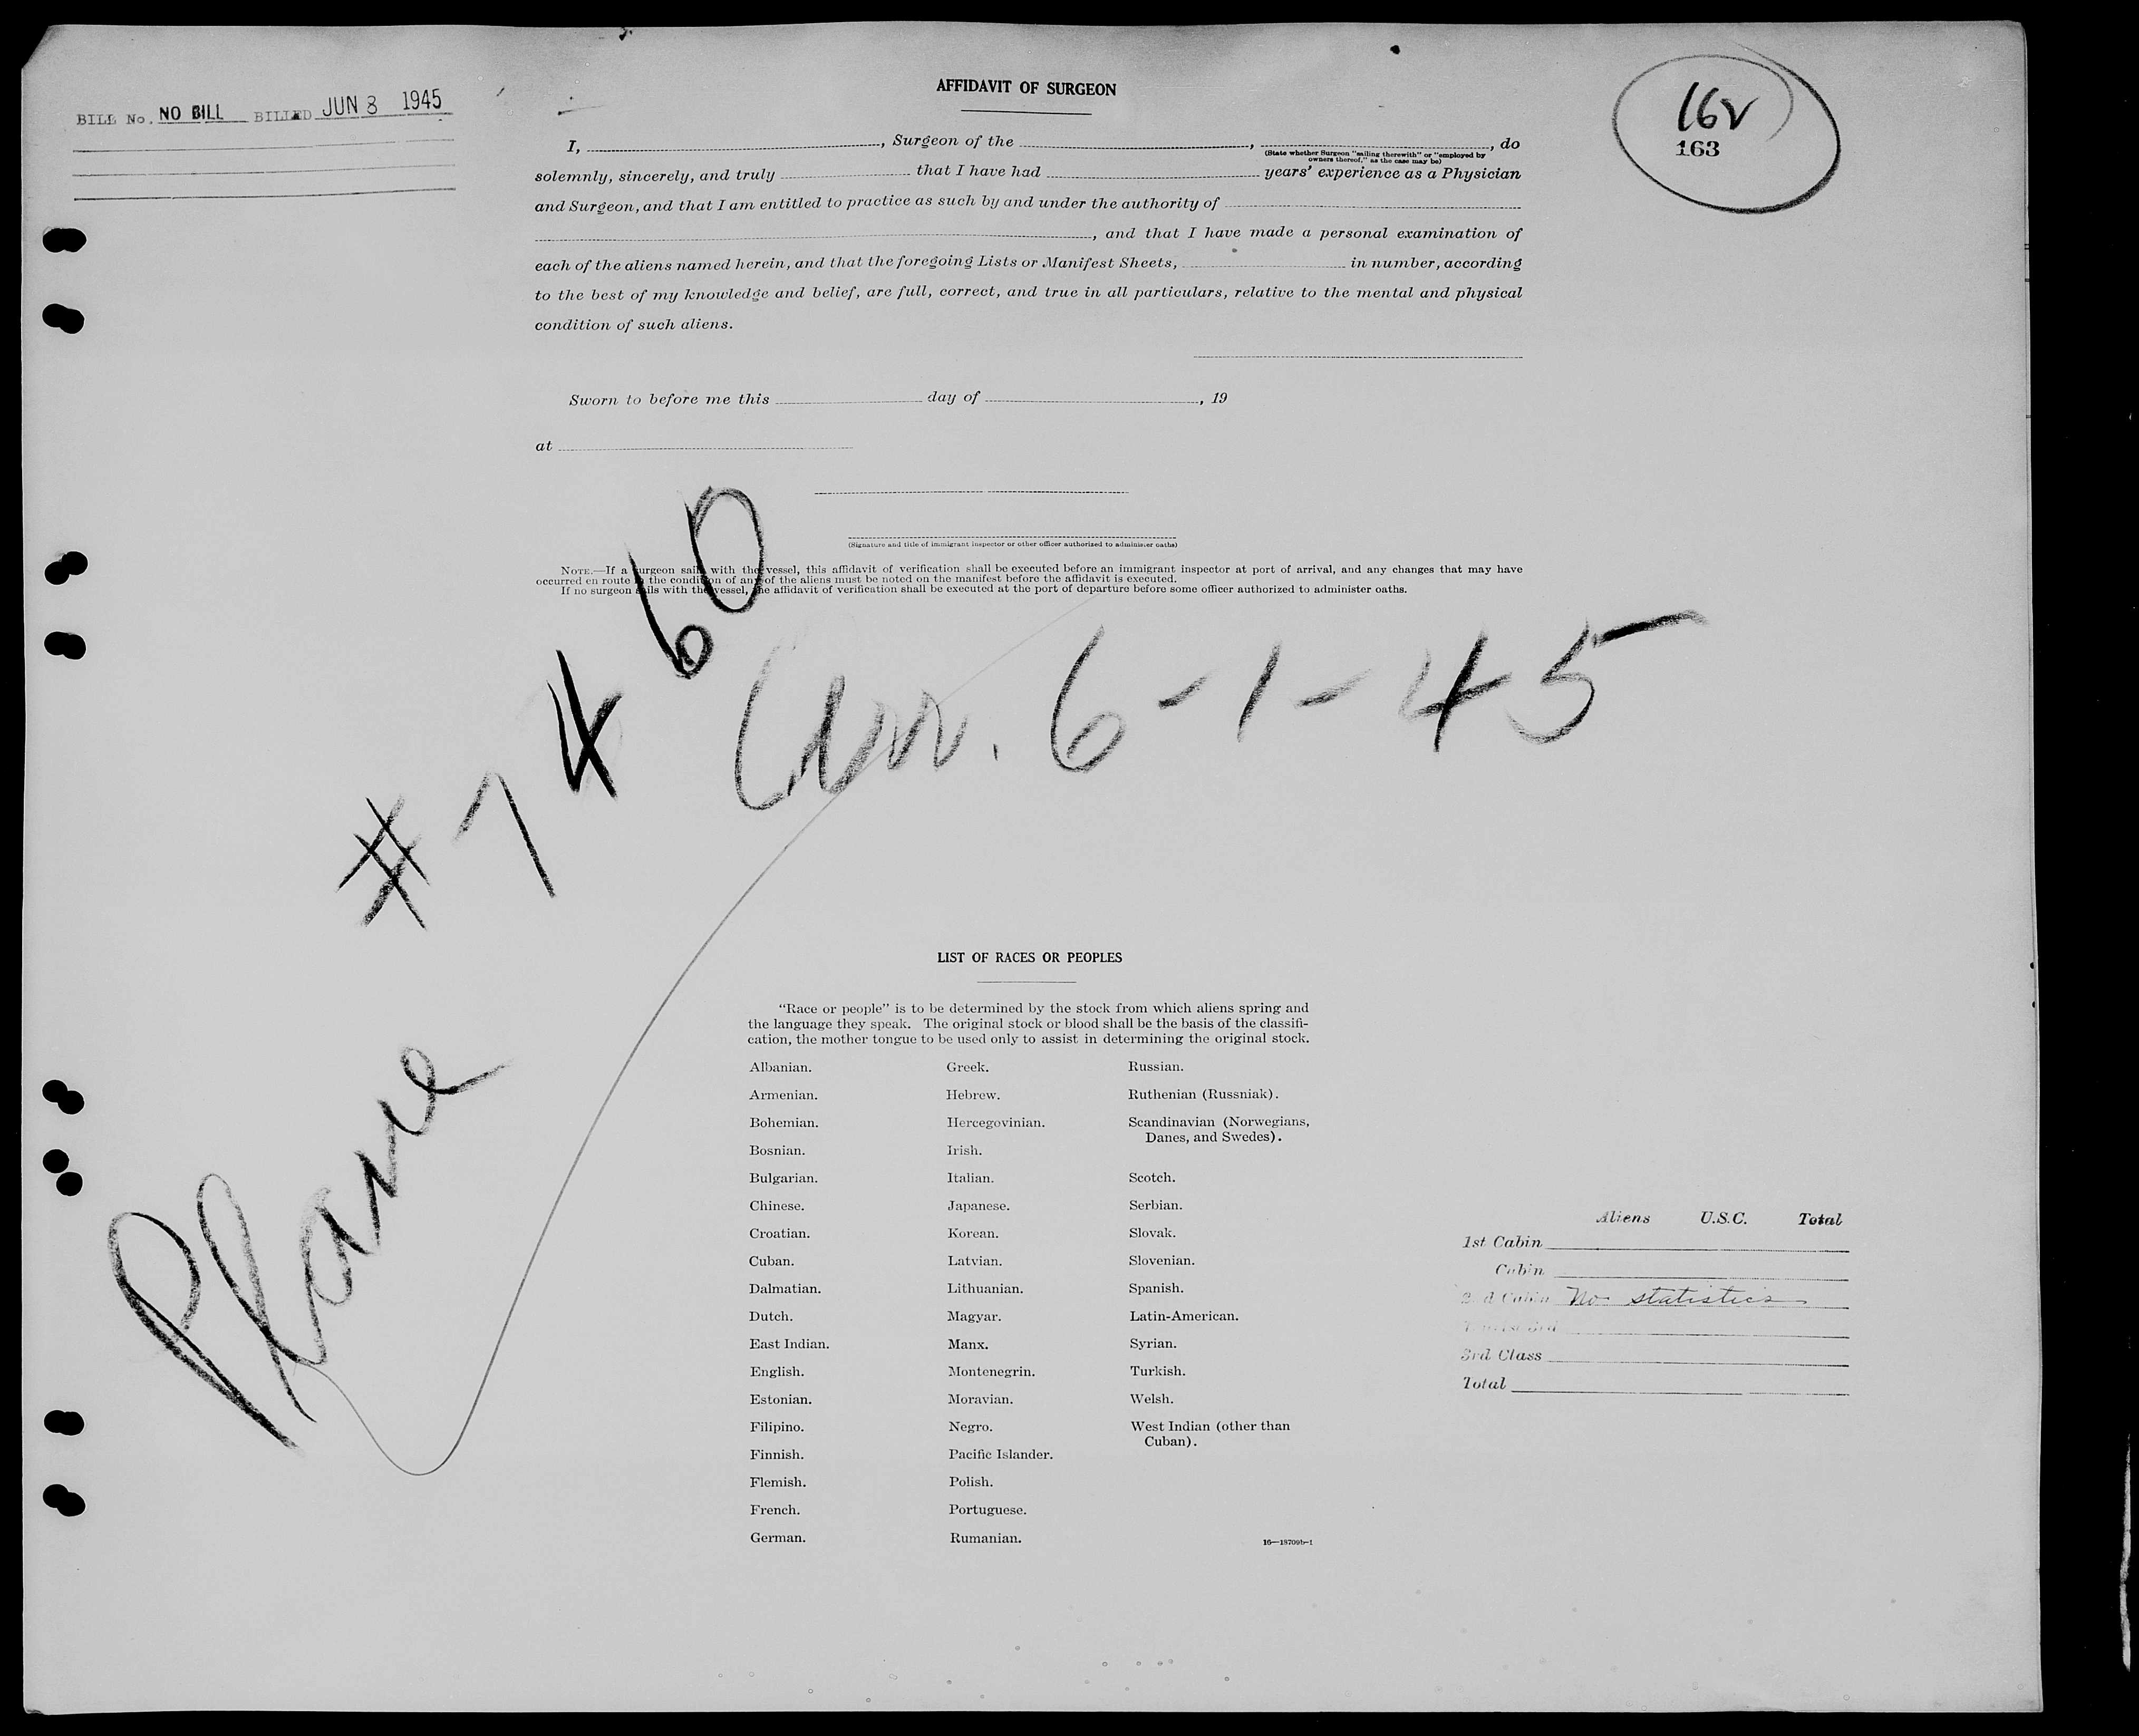 BILL No. NO BILL BILLED JUN 8 1945
AFFIDAVIT OF SURGEON
163
I, , Surgeon of the , , do
(State whether Surgeon "sailing therewith" or "employed by
owners thereof," as the case may be)
solemnly, sincerely, and truly that I have had years' experience as a Physician
and Surgeon, and that I am entitled to practice as such by and under the authority of
, and that I have made a personal examination of
each of the aliens named herein, and that the foregoing Lists or Manifest Sheets, in number, according
to the best of my knowledge and belief, are full, correct, and true in all particulars, relative to the mental and physical
condition of such aliens.
Sworn to before me this day of , 19
at
(Signature and title of immigrant inspector or other officer authorized to administer oaths)
NOTE.—If a surgeon sails with the vessel, this affidavit of verification shall be executed before an immigrant inspector at port of arrival, and any changes that may have
occurred en route in the condition of any of the aliens must be noted on the manifest before the affidavit is executed.
If no surgeon sails with the vessel, the affidavit of verification shall be executed at the port of departure before some officer authorized to administer oaths.
Plane # 7460
Arr. 6-1-45
LIST OF RACES OR PEOPLES
"Race or people" is to be determined by the stock from which aliens spring and
the language they speak. The original stock or blood shall be the basis of the classifi-
cation, the mother tongue to be used only to assist in determining the original stock.
Albanian.
Armenian.
Bohemian.
Bosnian.
Bulgarian.
Chinese.
Croatian.
Cuban.
Dalmatian.
Dutch.
East Indian.
English.
Estonian.
Filipino.
Finnish.
Flemish.
French.
German.
Greek.
Hebrew.
Hercegovinian.
Irish.
Italian.
Japanese.
Korean.
Latvian.
Lithuanian.
Magyar.
Manx.
Montenegrin.
Moravian.
Negro.
Pacific Islander.
Polish.
Portuguese.
Rumanian.
Russian.
Ruthenian (Russniak).
Scandinavian (Norwegians,
Danes, and Swedes).
Scotch.
Serbian.
Slovak.
Slovenian.
Spanish.
Latin-American.
Syrian.
Turkish.
Welsh.
West Indian (other than
Cuban).
16—18709b-1
Aliens U.S.C. Total
1st Cabin
Cabin
2nd Cabin No statistics
3rd Class
Total